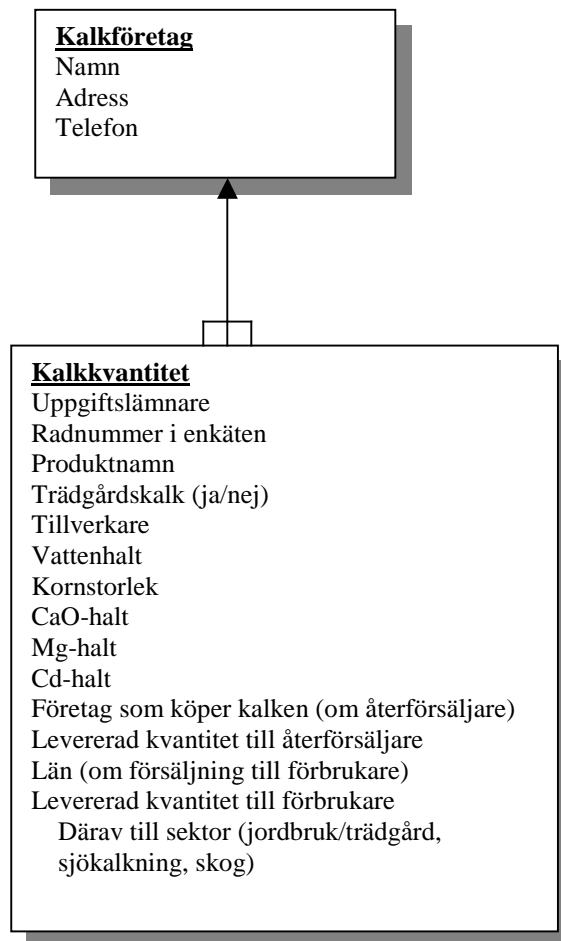 Kalkföretag
Namn
Adress
Telefon
Kalkkvantitet
Uppgiftslämnare
Radnummer i enkäten
Produktnamn
Trädgårdskalk (ja/nej)
Tillverkare
Vattenhalt
Kornstorlek
CaO-halt
Mg-halt
Cd-halt
Företag som köper kalken (om återförsäljare)
Levererad kvantitet till återförsäljare
Län (om försäljning till förbrukare)
Levererad kvantitet till förbrukare
Därav till sektor (jordbruk/trädgård,
sjökalkning, skog)